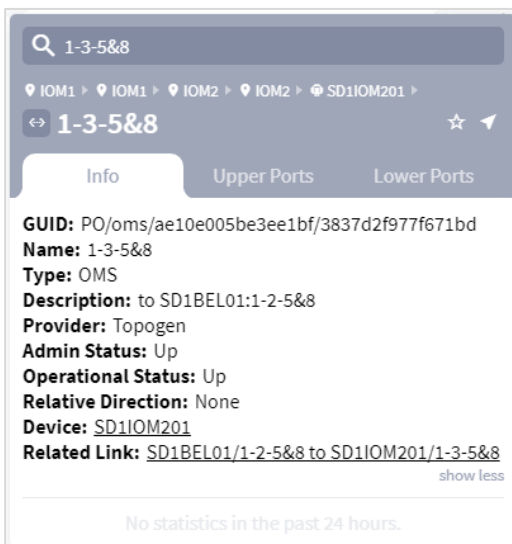 1-3-5&8
IOM1 IOM1 IOM2 IOM2 SD1IOM201
1-3-5&8
Info Upper Ports Lower Ports
GUID: PO/oms/ae10e005be3ee1bf/3837d2f977f671bd
Name: 1-3-5&8
Type: OMS
Description: to SD1BEL01:1-2-5&8
Provider: Topogen
Admin Status: Up
Operational Status: Up
Relative Direction: None
Device: SD1IOM201
Related Link: SD1BEL01/1-2-5&8 to SD1IOM201/1-3-5&8
show less
No statistics in the past 24 hours.